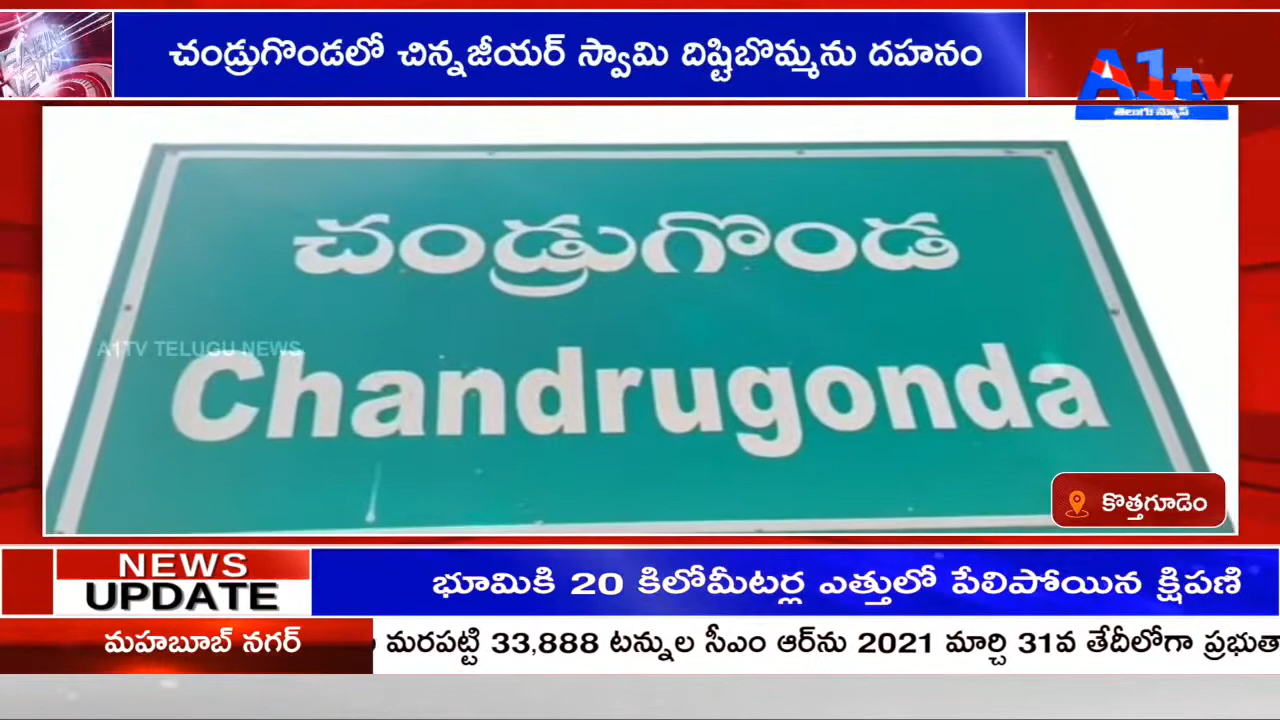 చండ్రుగొండలో చిన్నజీయర్ స్వామి దిష్టిబొమ్మను దహనం
A1tv
తెలుగు న్యూస్
చండ్రుగొండ
A1TV TELUGU NEWS
Chandrugonda
కొత్తగూడెం
NEWS
UPDATE
భూమికి 20 కిలోమీటర్ల ఎత్తులో పేలిపోయిన క్షిపణి
మహబూబ్ నగర్
మరపట్టి 33,888 టన్నుల సీఎం ఆర్‌ను 2021 మార్చి 31వ తేదీలోగా ప్రభుతా